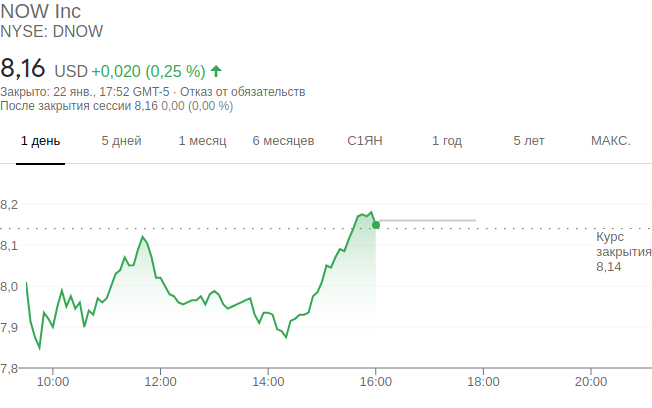 NOW Inc
NYSE: DNOW
8,16 USD +0,020 (0,25 %)
Закрыто: 22 янв., 17:52 GMT-5 · Отказ от обязательств
После закрытия сессии 8,16 0,00 (0,00 %)
1 день 5 дней 1 месяц 6 месяцев С1ЯН 1 год 5 лет МАКС.
8,2
8,1
8,0
7,9
7,8
Курс
закрытия
8,14
10:00 12:00 14:00 16:00 18:00 20:00